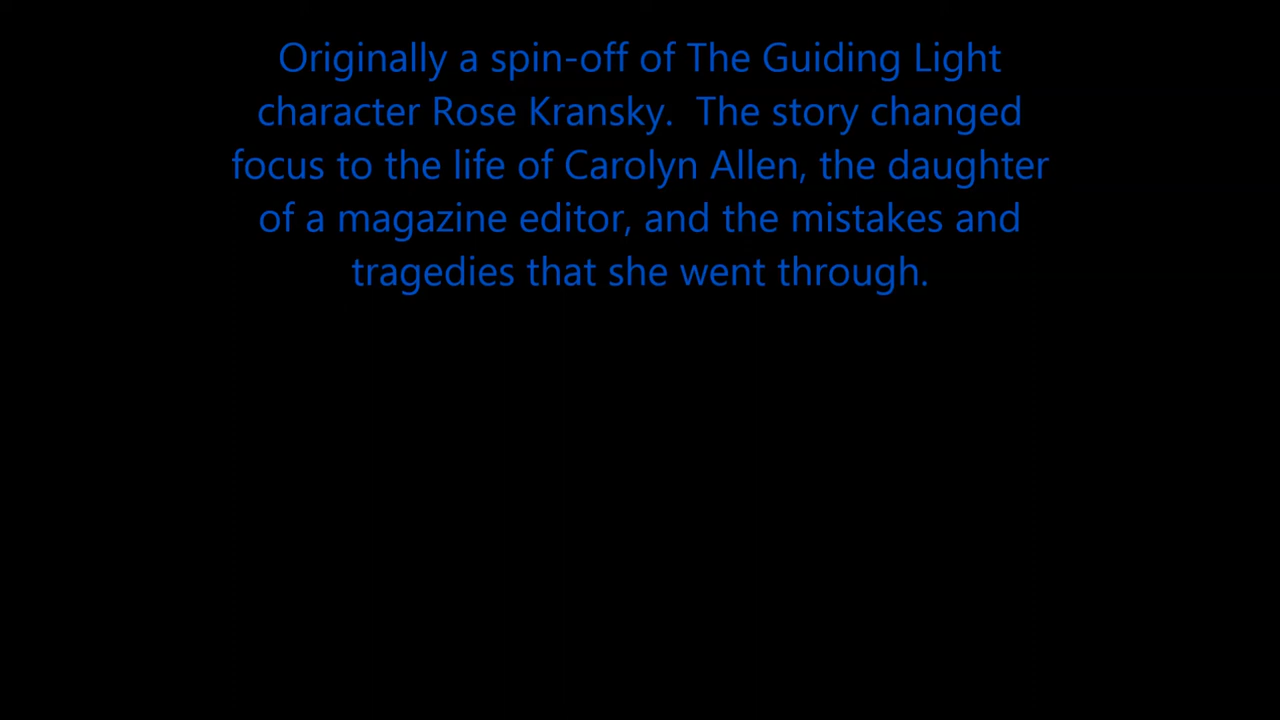 Originally a spin-off of The Guiding Light
character Rose Kransky.  The story changed
focus to the life of Carolyn Allen, the daughter
of a magazine editor, and the mistakes and
tragedies that she went through.